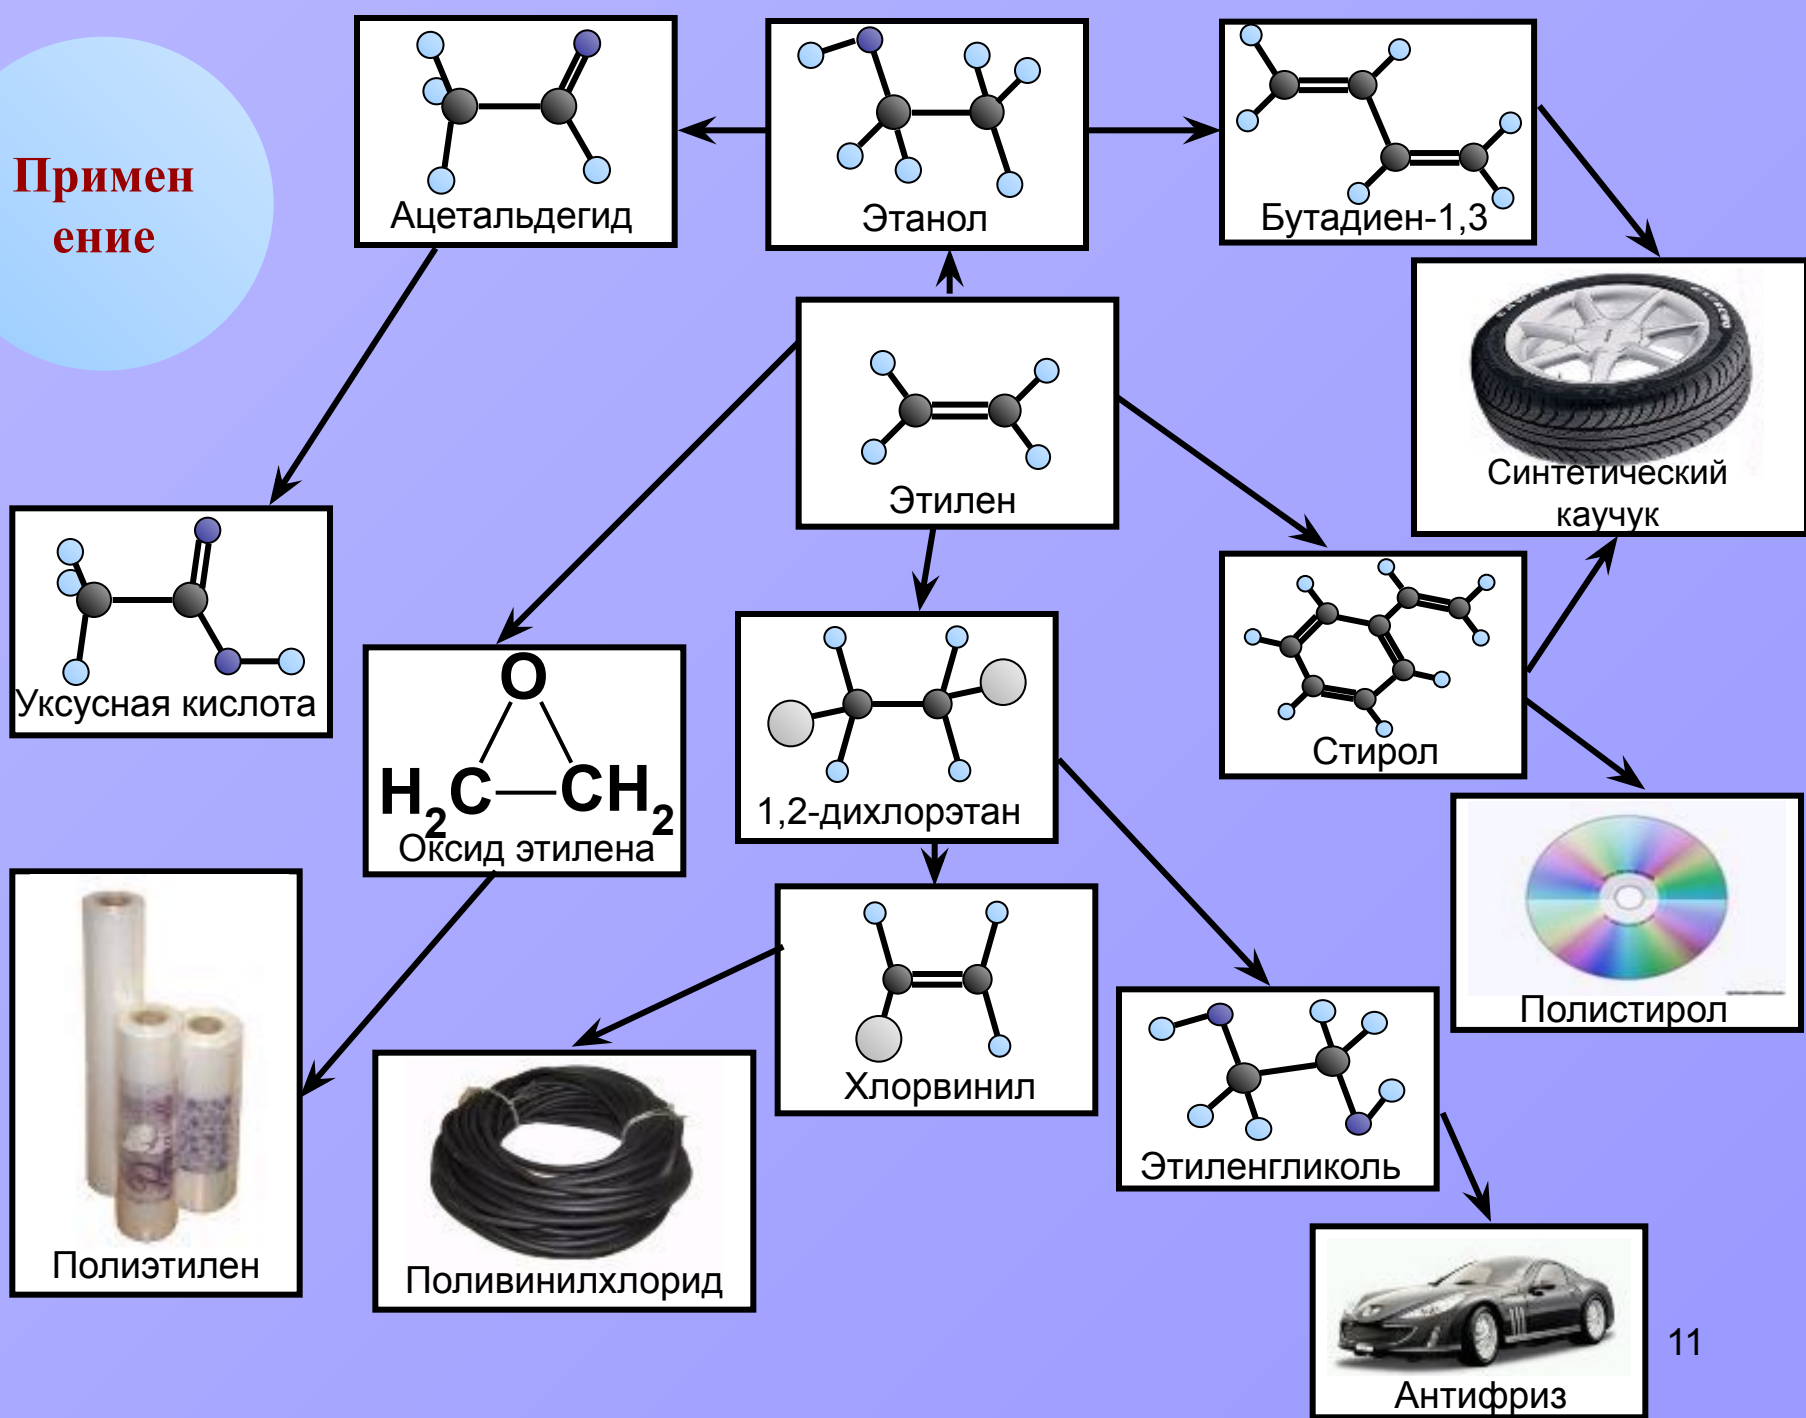 Примен
ение
Ацетальдегид
Этанол
Бутадиен-1,3
Этилен
Синтетический
каучук
Уксусная кислота
O
H2C—CH2
Оксид этилена
1,2-дихлорэтан
Стирол
Полистирол
Хлорвинил
Этиленгликоль
Полиэтилен
Поливинилхлорид
Антифриз
11